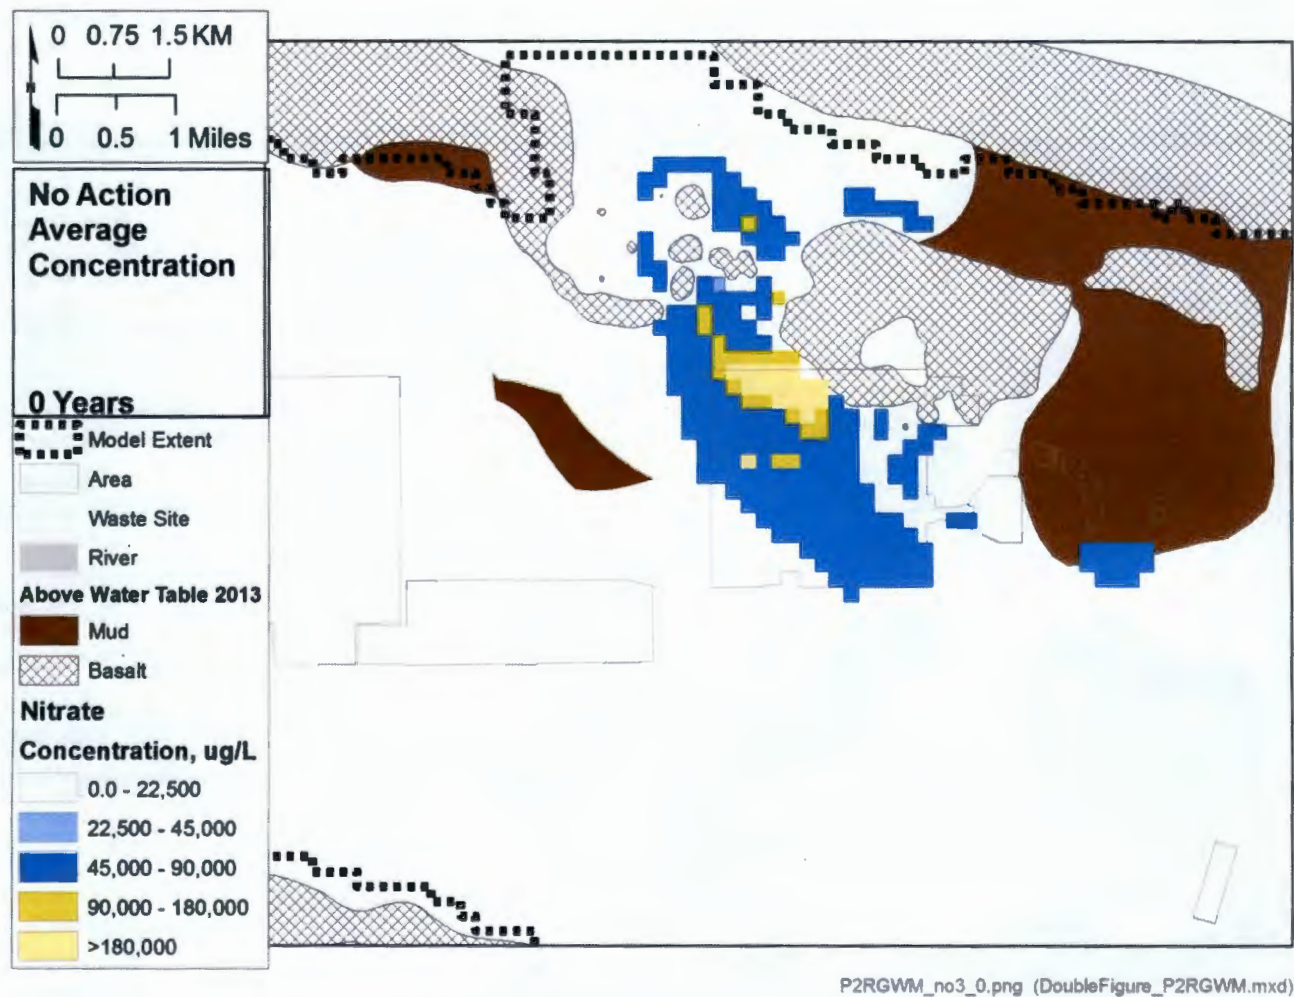 0 0.75 1.5 KM
0 0.5 1 Miles
No Action
Average
Concentration
0 Years
Model Extent
Area
Waste Site
River
Above Water Table 2013
Mud
Basalt
Nitrate
Concentration, ug/L
0.0 - 22,500
22,500 - 45,000
45,000 - 90,000
90,000 - 180,000
>180,000
P2RGWM_no3_0.png (DoubleFigure_P2RGWM.mxd)